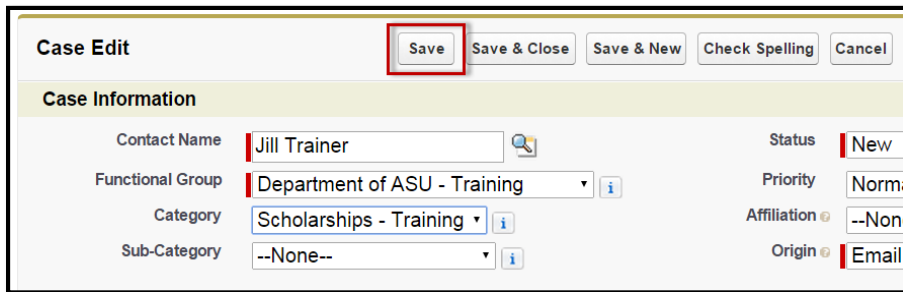 Case Edit Save Save & Close Save & New Check Spelling Cancel
Case Information
Contact Name Jill Trainer Status New
Functional Group Department of ASU - Training Priority Norma
Category Scholarships - Training Affiliation --Non
Sub-Category --None-- Origin Email